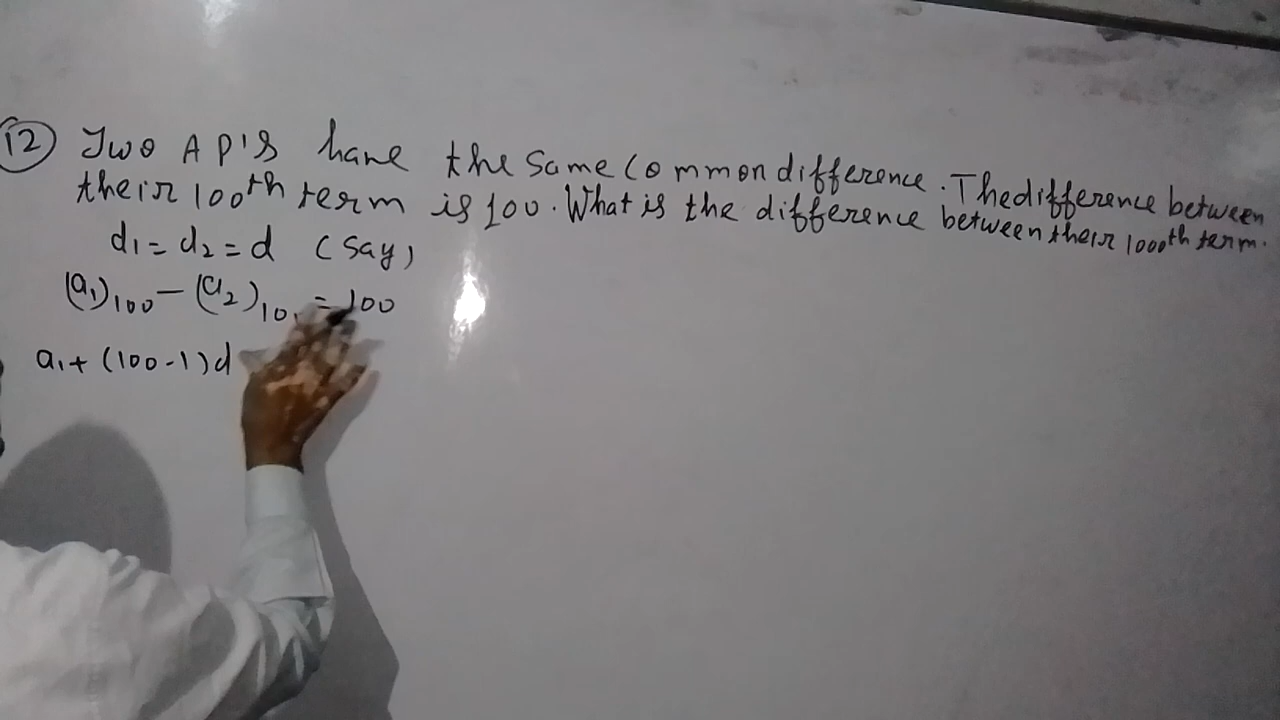 12 Two AP's have the same common difference. The difference between
their 100th term is 100. What is the difference between their 1000th term.
d1 = d2 = d (say)
(a1)100 - (a2)10 = 100
a1 + (100-1)d